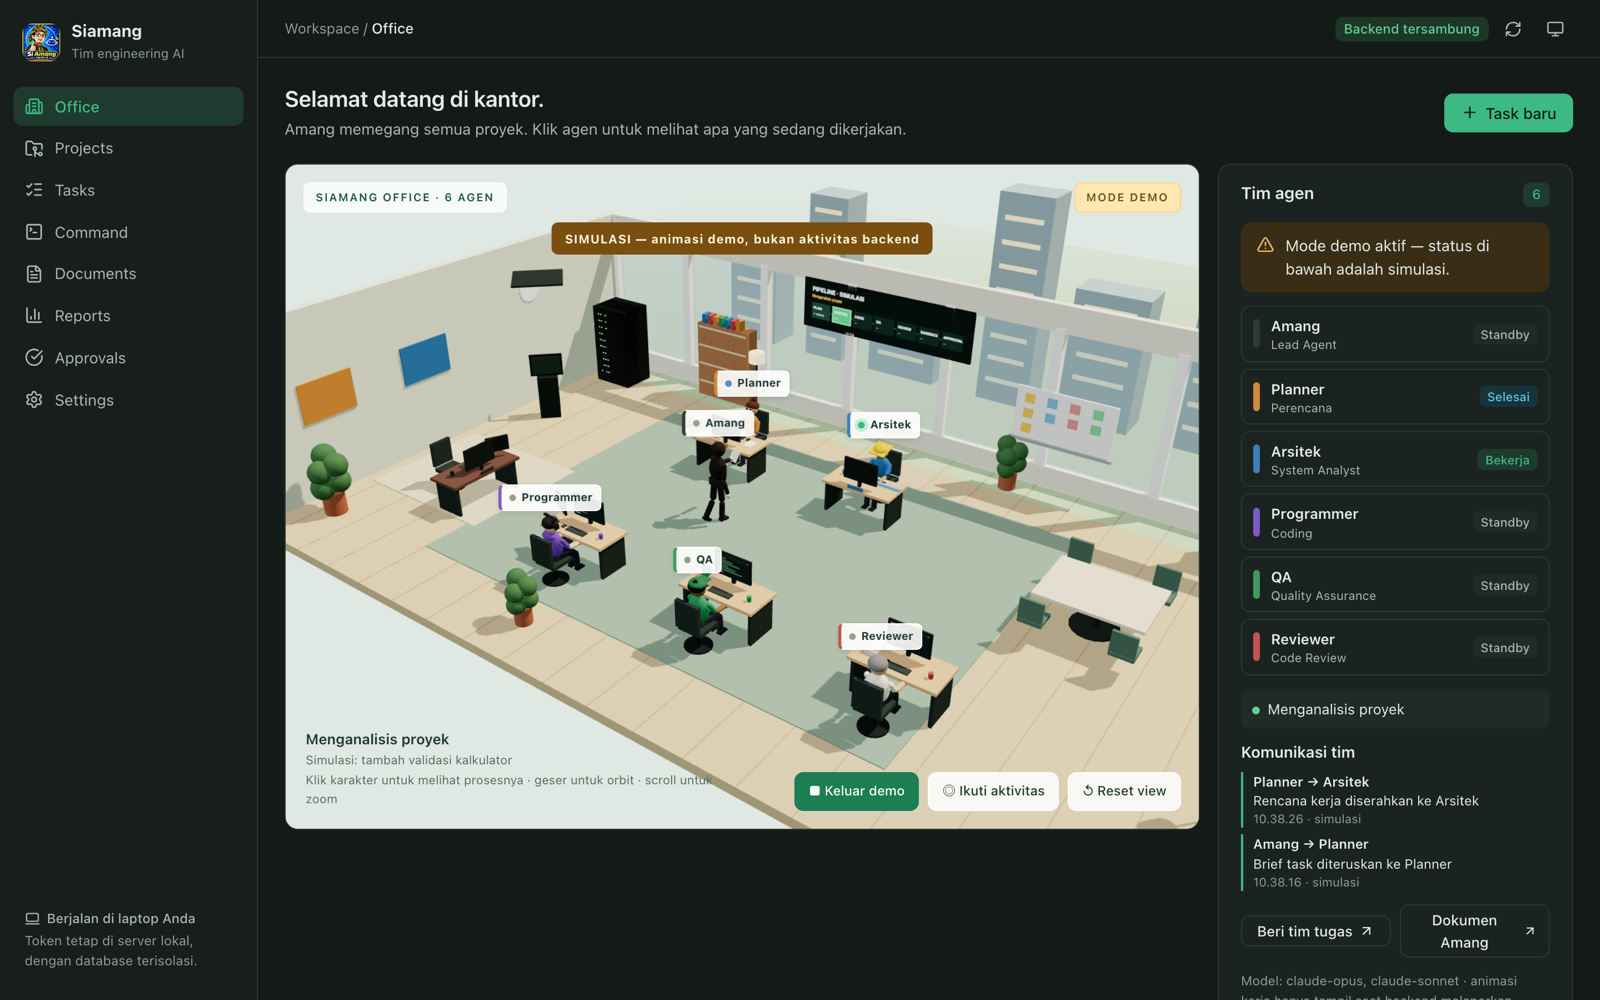 Siamang
Tim engineering AI
Office
Projects
Tasks
Command
Documents
Reports
Approvals
Settings
Berjalan di laptop Anda
Token tetap di server lokal,
dengan database terisolasi.
Workspace / Office
Backend tersambung
Selamat datang di kantor.
Amang memegang semua proyek. Klik agen untuk melihat apa yang sedang dikerjakan.
Task baru
SIAMANG OFFICE · 6 AGEN
MODE DEMO
SIMULASI — animasi demo, bukan aktivitas backend
PIPELINE · SIMULASI
Planner
Amang
Arsitek
Programmer
QA
Reviewer
Menganalisis proyek
Simulasi: tambah validasi kalkulator
Klik karakter untuk melihat prosesnya · geser untuk orbit · scroll untuk
zoom
Keluar demo
Ikuti aktivitas
Reset view
Tim agen
6
Mode demo aktif — status di
bawah adalah simulasi.
Amang
Lead Agent
Standby
Planner
Perencana
Selesai
Arsitek
System Analyst
Bekerja
Programmer
Coding
Standby
QA
Quality Assurance
Standby
Reviewer
Code Review
Standby
Menganalisis proyek
Komunikasi tim
Planner → Arsitek
Rencana kerja diserahkan ke Arsitek
10.38.26 · simulasi
Amang → Planner
Brief task diteruskan ke Planner
10.38.16 · simulasi
Beri tim tugas
Dokumen
Amang
Model: claude-opus, claude-sonnet · animasi